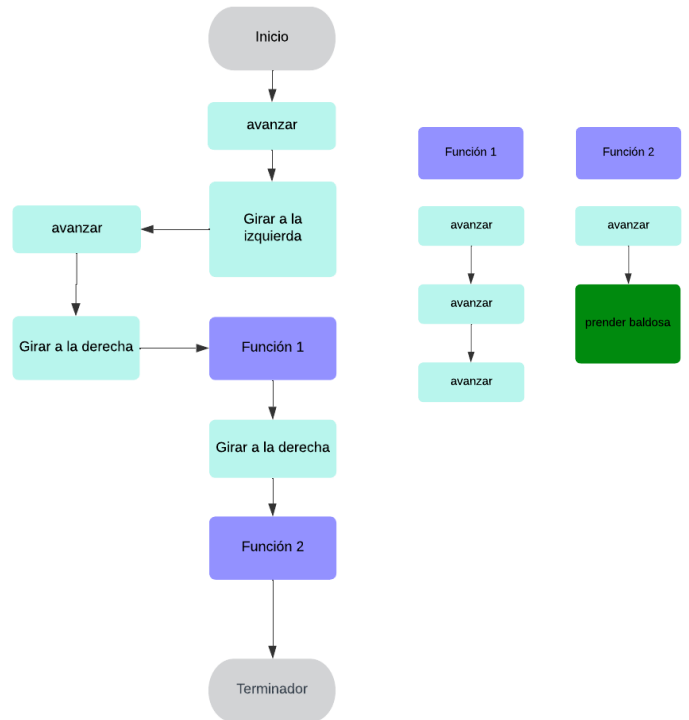 Inicio
avanzar
Girar a la
izquierda
avanzar
Girar a la derecha
Función 1
Girar a la derecha
Función 2
Terminador
Función 1
avanzar
avanzar
avanzar
Función 2
avanzar
prender baldosa